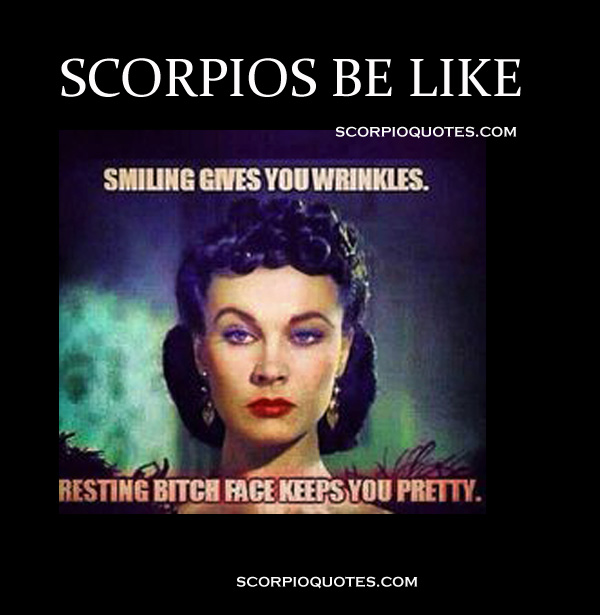 SCORPIOS BE LIKE
SCORPIOQUOTES.COM
SMILING GIVES YOU WRINKLES.
RESTING BITCH FACE KEEPS YOU PRETTY.
SCORPIOQUOTES.COM